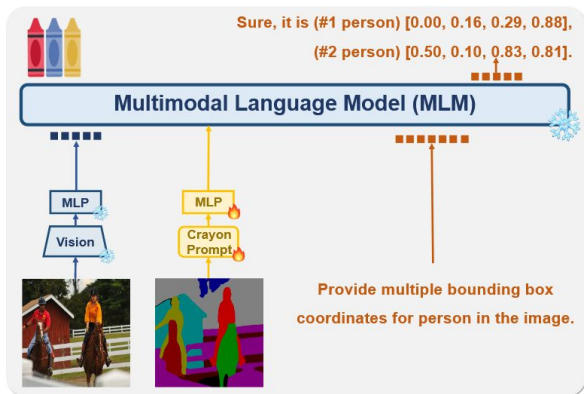 Sure, it is (#1 person) [0.00, 0.16, 0.29, 0.88],
(#2 person) [0.50, 0.10, 0.83, 0.81].
Multimodal Language Model (MLM)
MLP
MLP
Vision
Crayon
Prompt
Provide multiple bounding box
coordinates for person in the image.